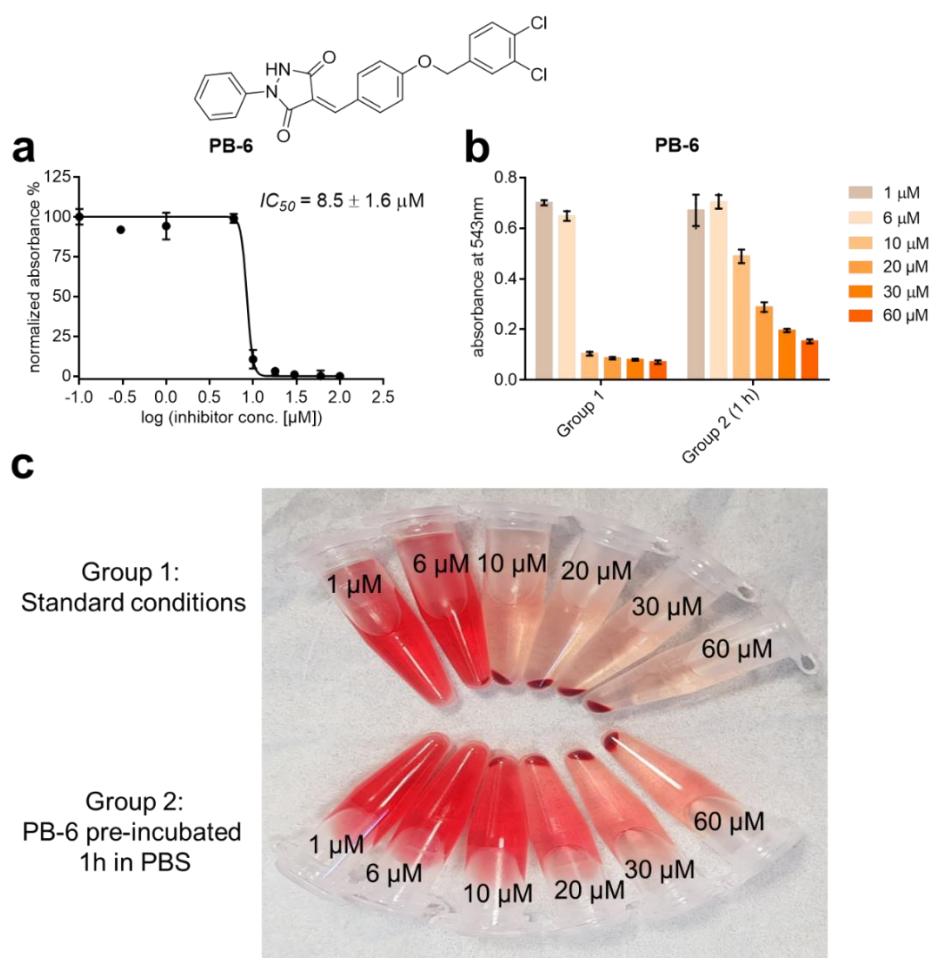 Cl
O
O
HN
Cl
N
O
PB-6
a
125
100
75
50
25
0
normalized absorbance %
IC50 = 8.5 ± 1.6 µM
-1.0 -0.5 0.0 0.5 1.0 1.5 2.0 2.5
log (inhibitor conc. [µM])
b
PB-6
0.8
0.6
0.4
0.2
0.0
absorbance at 543nm
Group 1
Group 2 (1 h)
1 µM
6 µM
10 µM
20 µM
30 µM
60 µM
c
Group 1:
Standard conditions
1 µM
6 µM
10 µM
20 µM
30 µM
60 µM
Group 2:
PB-6 pre-incubated
1h in PBS
1 µM
6 µM
10 µM
20 µM
30 µM
60 µM